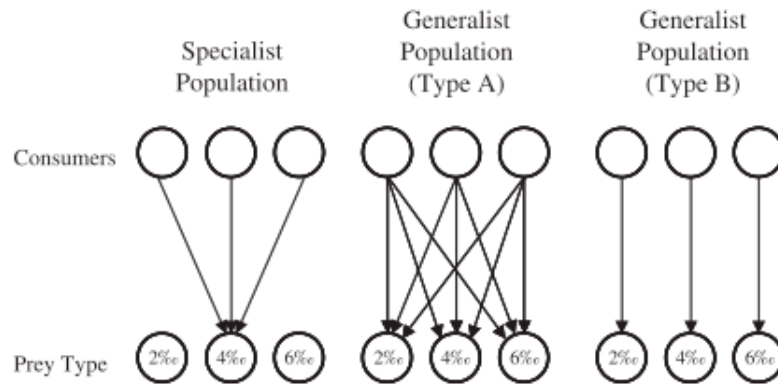 Specialist
Population
Generalist
Population
(Type A)
Generalist
Population
(Type B)
Consumers
Prey Type
2‰ 4‰ 6‰ 2‰ 4‰ 6‰ 2‰ 4‰ 6‰